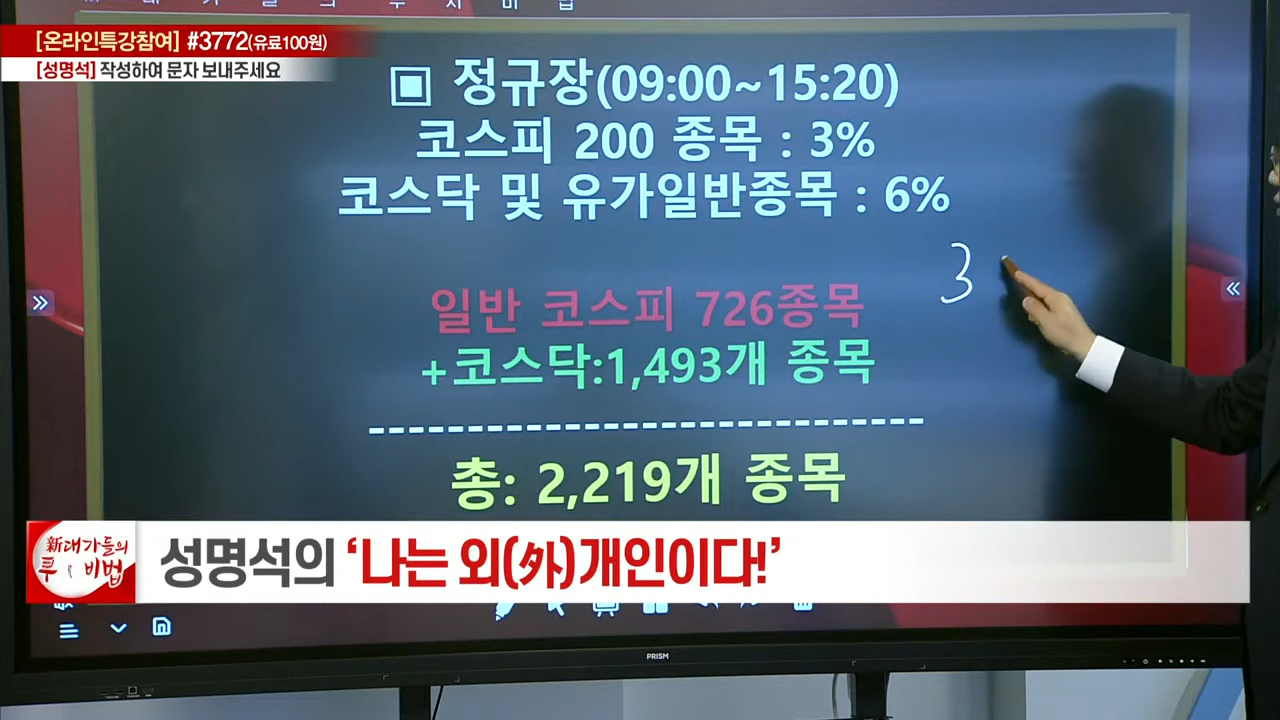 [온라인특강참여] #3772(유료100원)
[성명석] 작성하여 문자 보내주세요
▣ 정규장(09:00~15:20)
코스피 200 종목 : 3%
코스닥 및 유가일반종목 : 6%
3
일반 코스피 726종목
+코스닥:1,493개 종목
---------------------------
총: 2,219개 종목
新대가들의
투자비법
성명석의 ‘나는 외(外)개인이다!’
PRISM